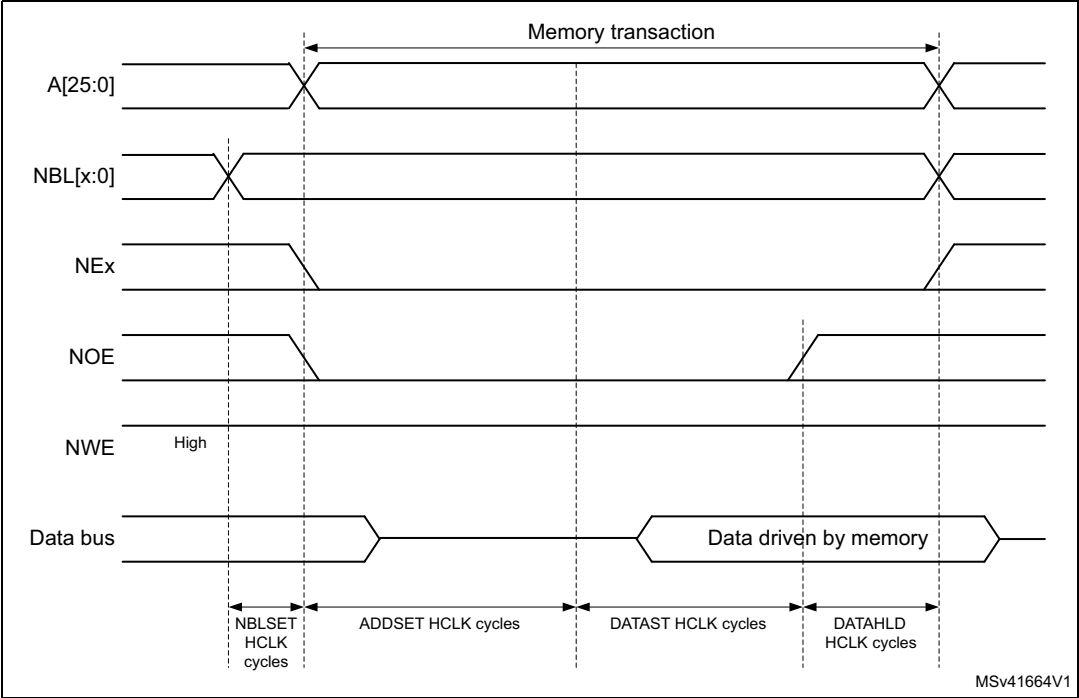 Memory transaction
A[25:0]
NBL[x:0]
NEx
NOE
NWE
High
Data bus
Data driven by memory
NBLSET
HCLK
cycles
ADDSET HCLK cycles
DATAST HCLK cycles
DATAHLD
HCLK cycles
MSv41664V1